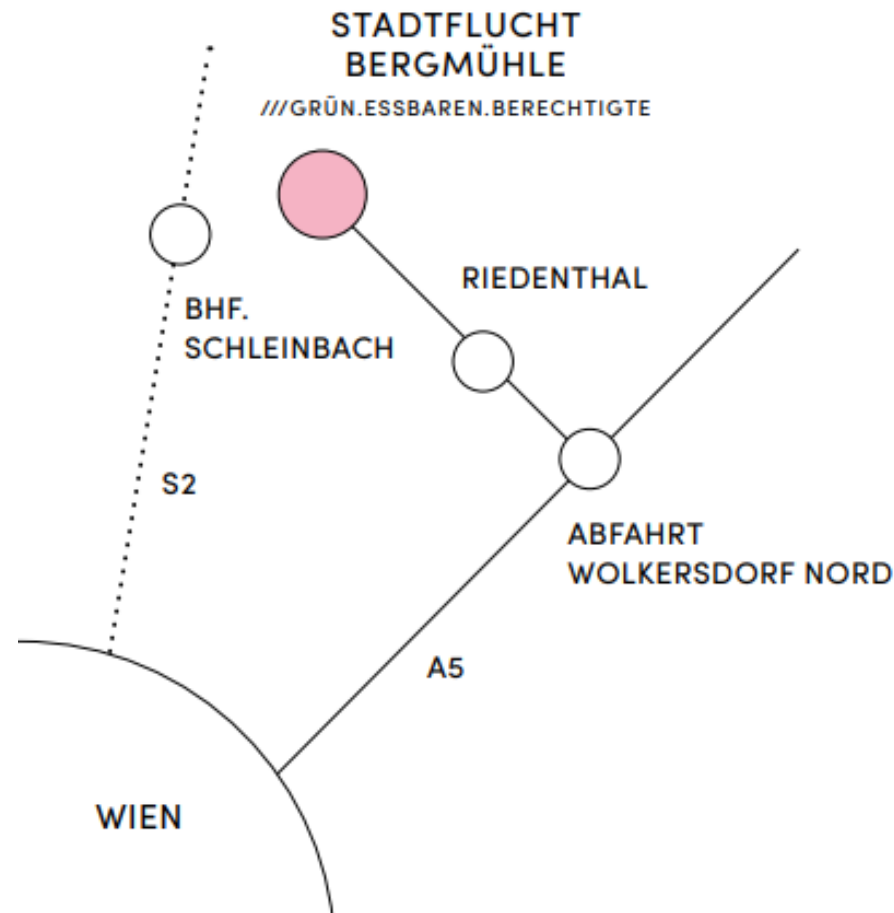 STADTFLUCHT
BERGMÜHLE
///GRÜN.ESSBAREN.BERECHTIGTE
RIEDENTHAL
BHF.
SCHLEINBACH
S2
ABFAHRT
WOLKERSDORF NORD
A5
WIEN